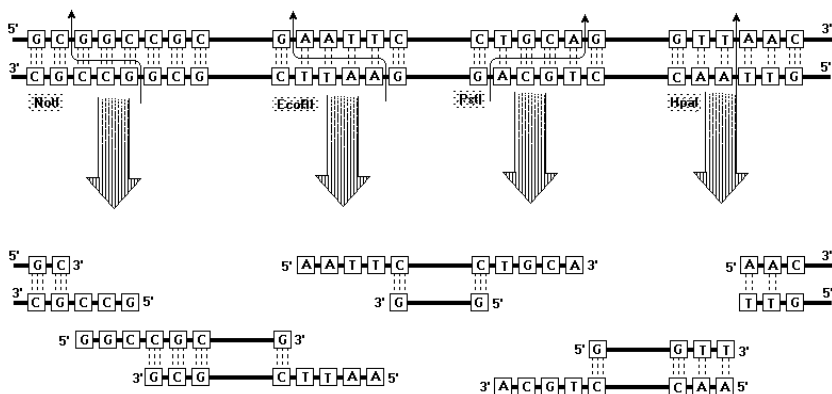 5' G C G G C C G C G A A T T C C T G C A G G T T A A C 3'
3' C G C C G G C G C T T A A G G A C G T C C A A T T G 5'
NotI EcoRI PstI HpaI
5' G C 3' 5' A A T T C C T G C A 3' 5' A A C 3'
3' C G C C G 5' 3' G G 5' T T G 5'
5' G G C C G C G 3' 5' G G T T 3'
3' G C G C T T A A 5' 3' A C G T C C A A 5'